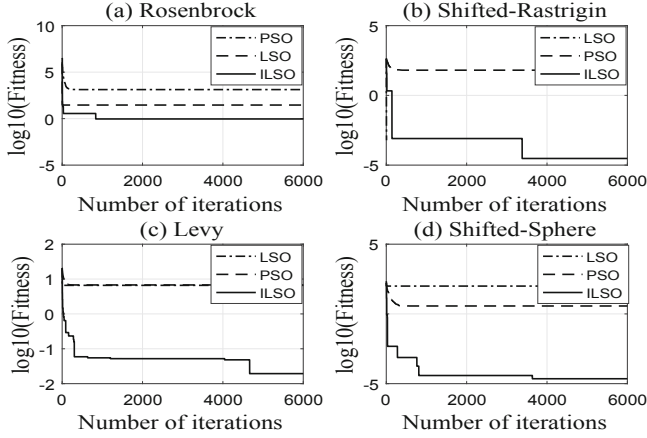 (a) Rosenbrock
log10(Fitness)
10
5
0
-5
PSO
LSO
ILSO
0 2000 4000 6000
Number of iterations
(b) Shifted-Rastrigin
log10(Fitness)
5
0
-5
LSO
PSO
ILSO
0 2000 4000 6000
Number of iterations
(c) Levy
log10(Fitness)
2
1
0
-1
-2
LSO
PSO
ILSO
0 2000 4000 6000
Number of iterations
(d) Shifted-Sphere
log10(Fitness)
5
-5
LSO
PSO
ILSO
0 2000 4000 6000
Number of iterations